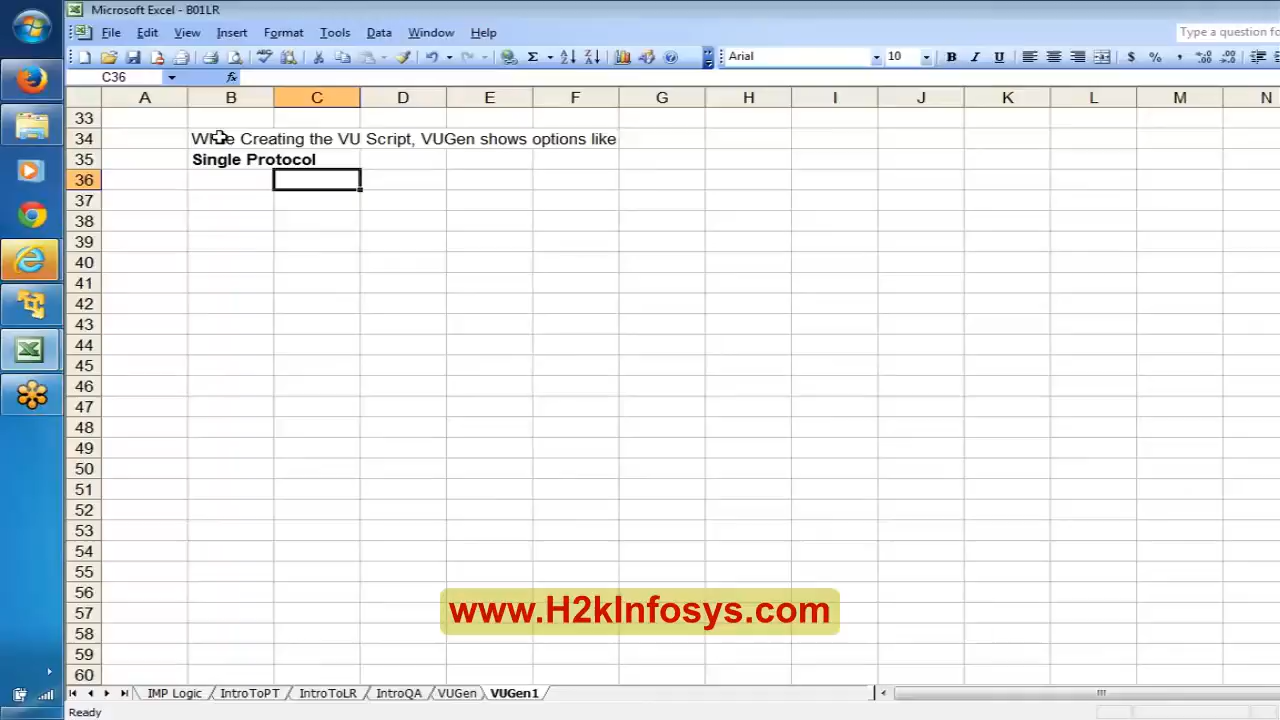 Microsoft Excel - B01LR
File Edit View Insert Format Tools Data Window Help
Type a question fo
Arial 10 B I U $ % ,
C36 fx
A B C D E F G H I J K L M N
33
34 While Creating the VU Script, VUGen shows options like
35 Single Protocol
36
37
38
39
40
41
42
43
44
45
46
47
48
49
50
51
52
53
54
55
56
57
58
59
60
www.H2kInfosys.com
IMP Logic IntroToPT IntroToLR IntroQA VUGen VUGen1
Ready